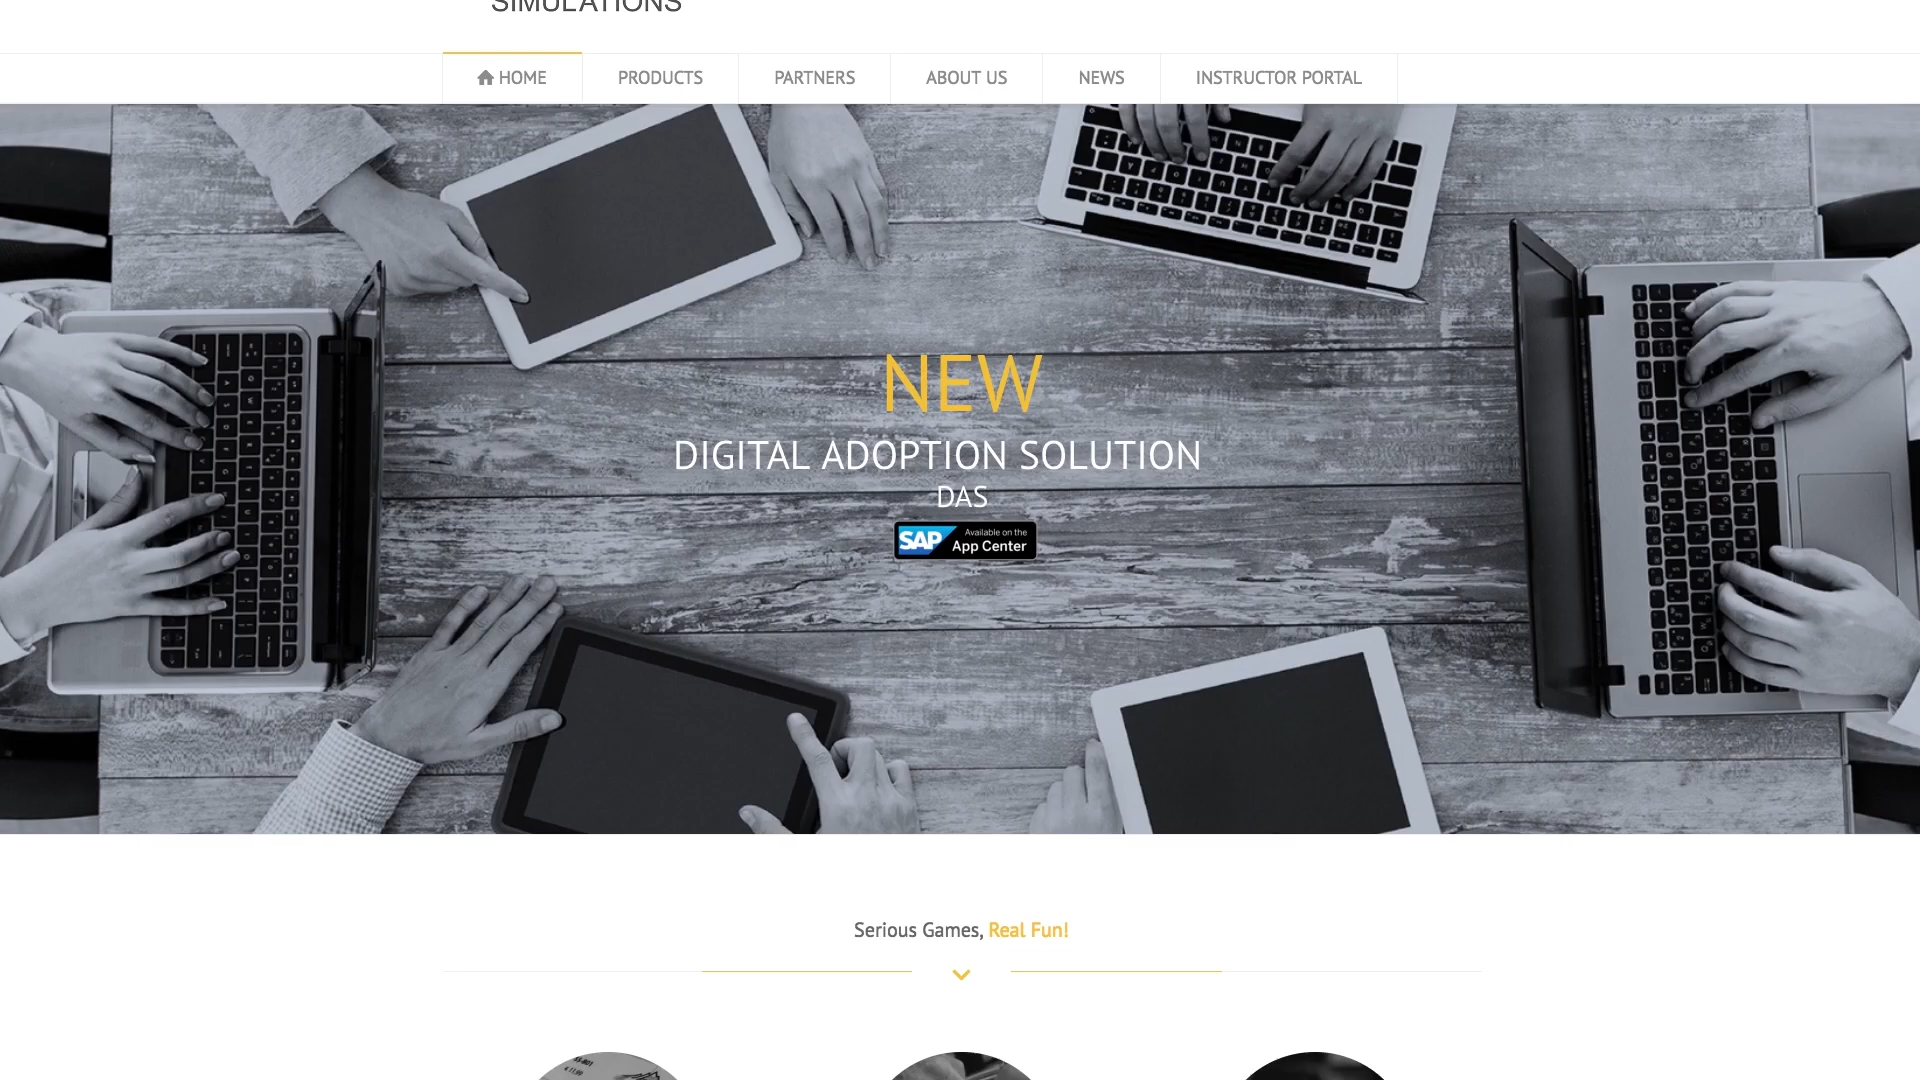 SIMULATIONS
HOME PRODUCTS PARTNERS ABOUT US NEWS INSTRUCTOR PORTAL
NEW
DIGITAL ADOPTION SOLUTION
DAS
SAP Available on the App Center
Serious Games, Real Fun!